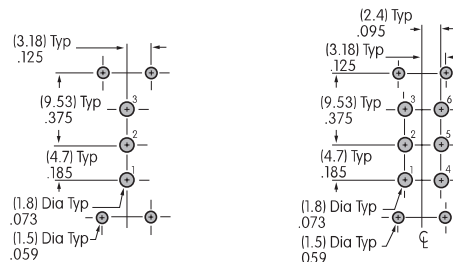 (3.18) Typ
.125
(9.53) Typ
.375
(4.7) Typ
.185
(1.8) Dia Typ
.073
(1.5) Dia Typ
.059
3
2
1
(2.4) Typ
.095
(3.18) Typ
.125
(9.53) Typ
.375
(4.7) Typ
.185
(1.8) Dia Typ
.073
(1.5) Dia Typ
.059
3 6
2 5
1 4
℄